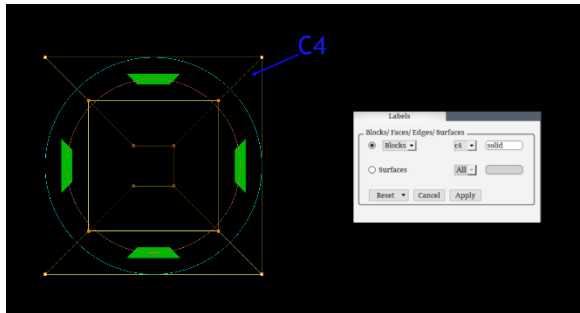 C4
Labels
Blocks/ Faces/ Edges/ Surfaces
Blocks c4 solid
Surfaces All
Reset Cancel Apply